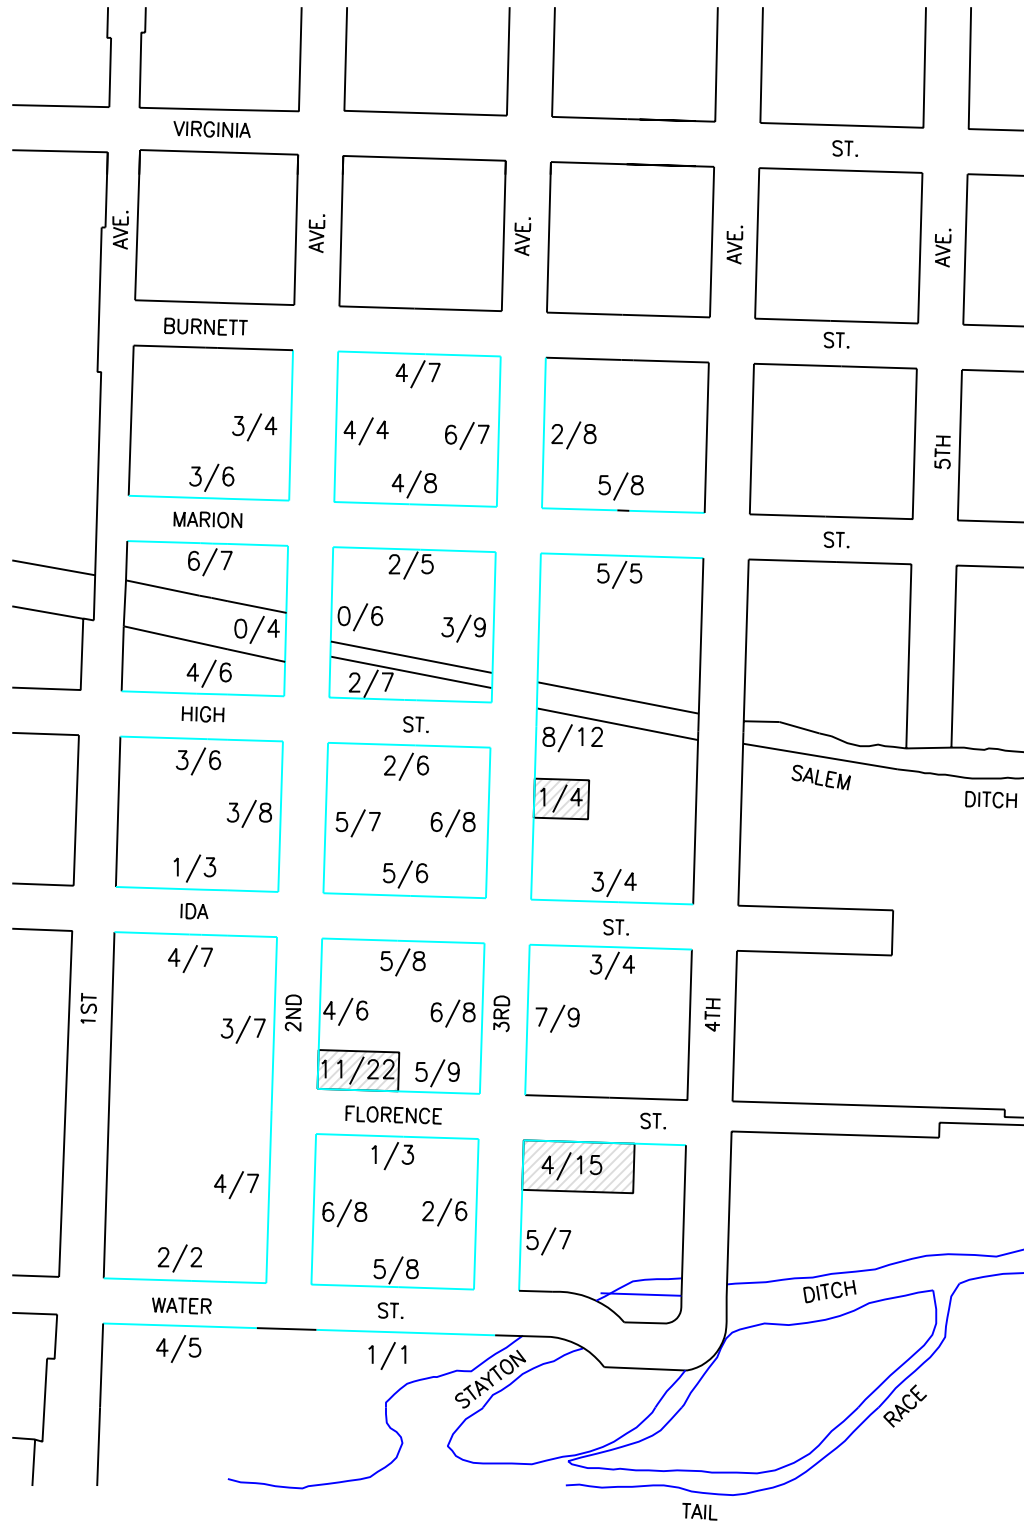 VIRGINIA
ST.
AVE.
AVE.
AVE.
AVE.
AVE.
BURNETT
ST.
4/7
3/4
4/4
6/7
2/8
5TH
3/6
4/8
5/8
MARION
ST.
6/7
2/5
5/5
0/6
3/9
0/4
4/6
2/7
HIGH
ST.
8/12
3/6
2/6
SALEM
DITCH
1/4
3/8
5/7
6/8
1/3
5/6
3/4
IDA
ST.
4/7
5/8
3/4
1ST
2ND
3RD
4TH
3/7
4/6
6/8
7/9
11/22
5/9
FLORENCE
ST.
1/3
4/15
4/7
6/8
2/6
5/7
2/2
5/8
DITCH
WATER
ST.
4/5
1/1
STAYTON
RACE
TAIL